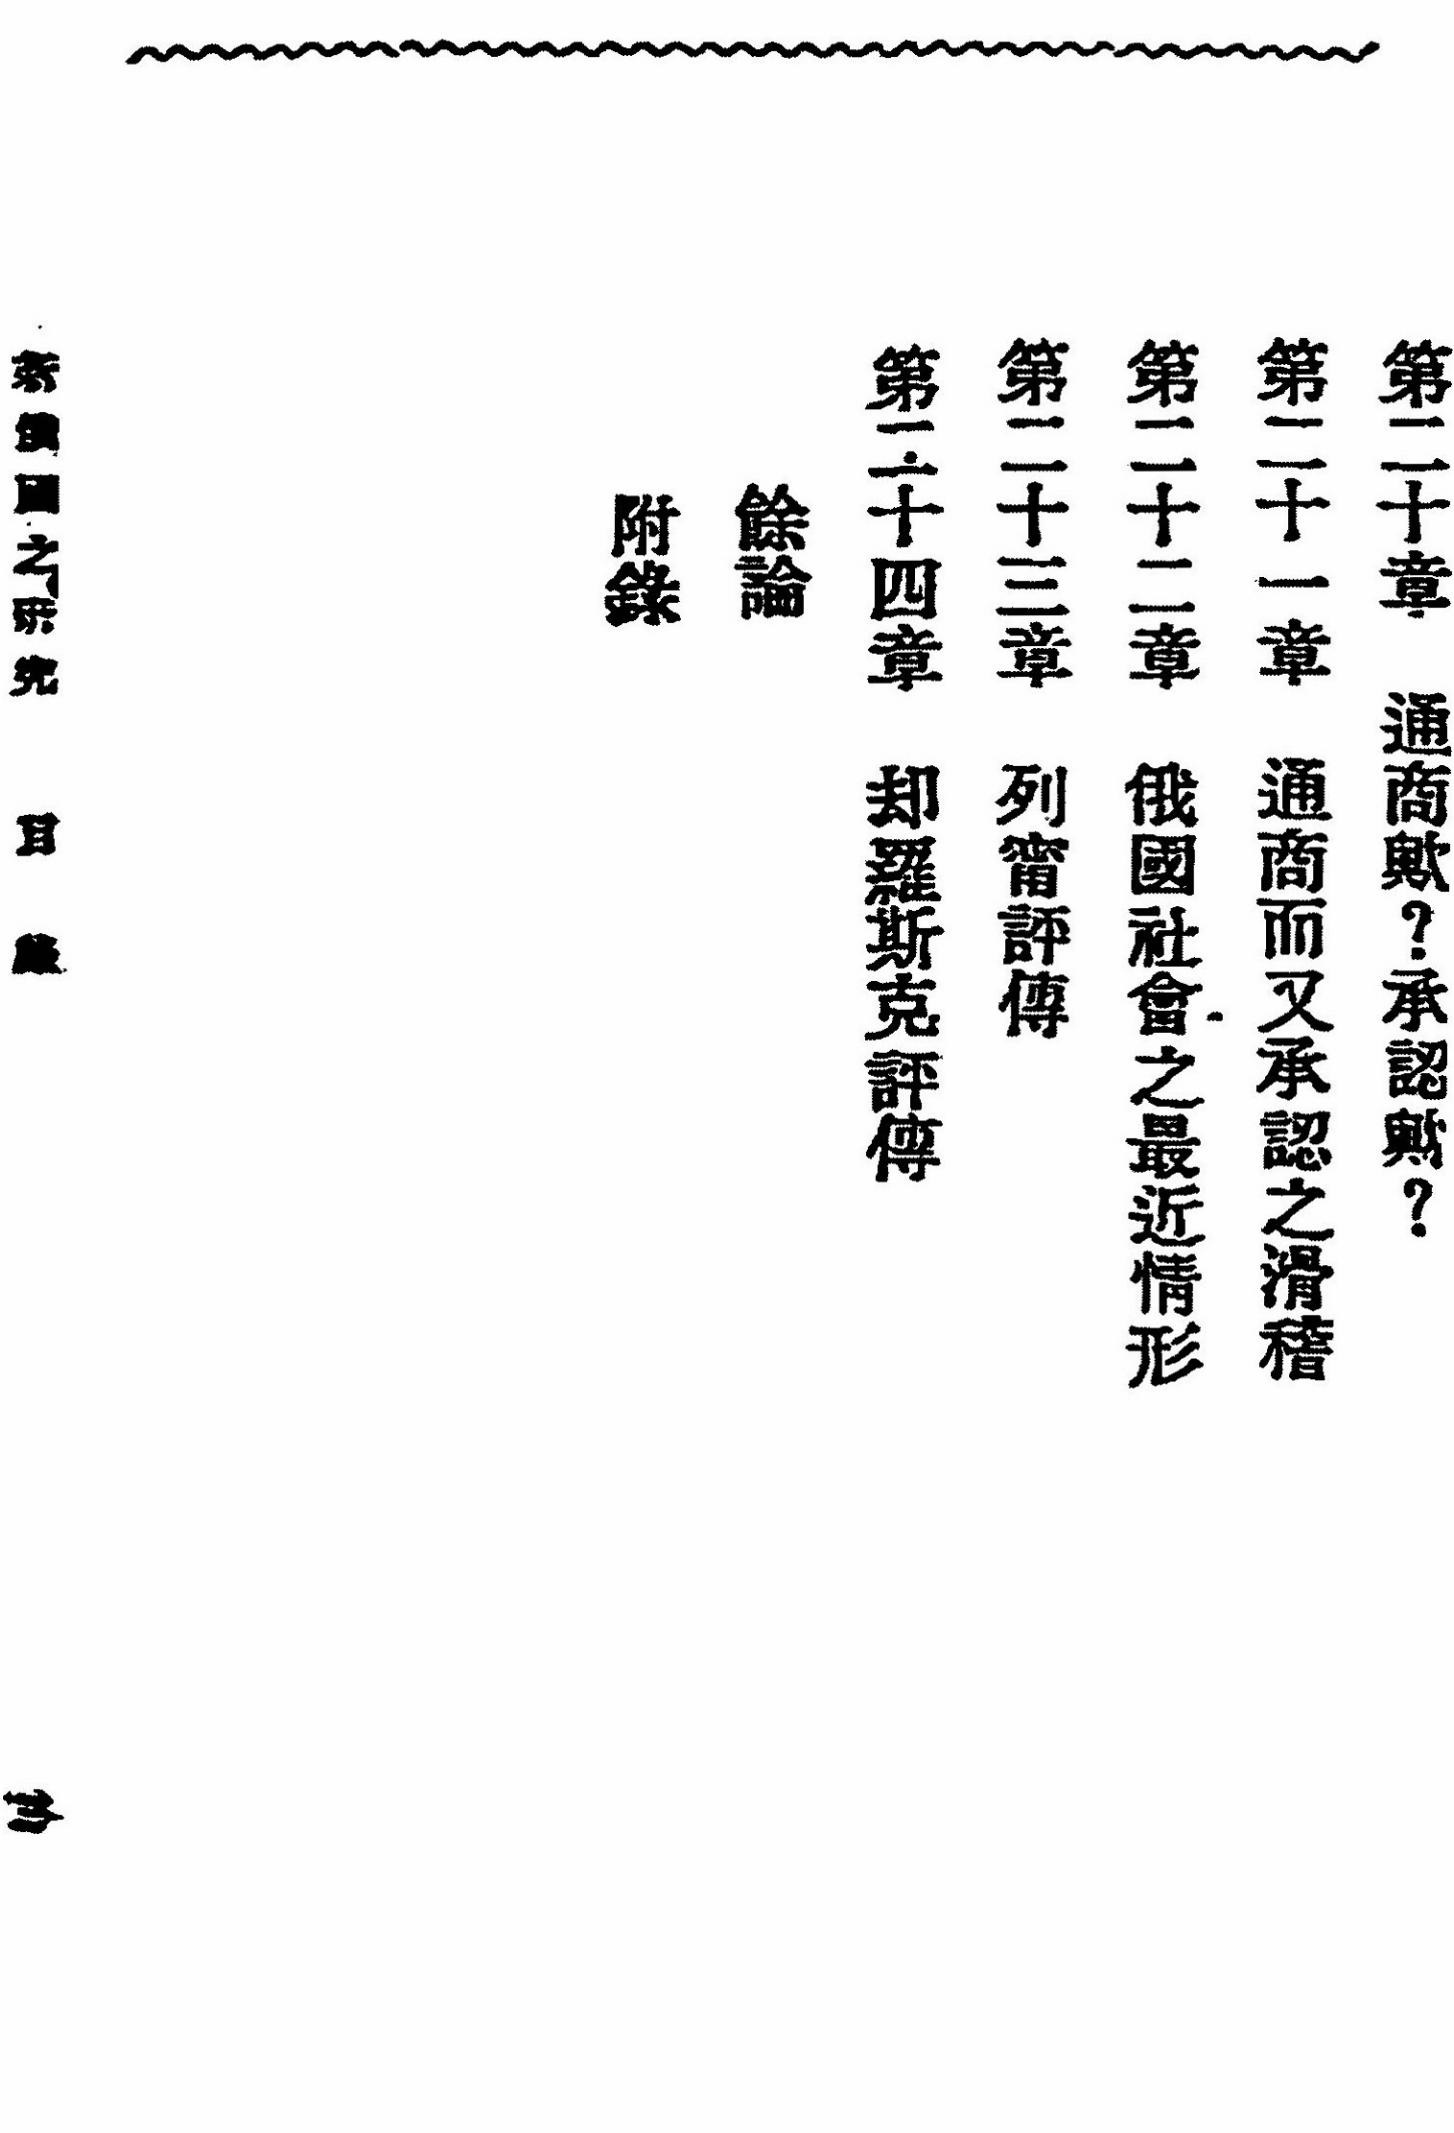 第二十章　通商歟？承認歟？
第二十一章　通商而又承認之滑稽
第二十二章　俄國社會之最近情形
第二十三章　列甯評傳
第二十四章　却羅斯克評傳
餘論
附錄
新俄國之研究　目錄